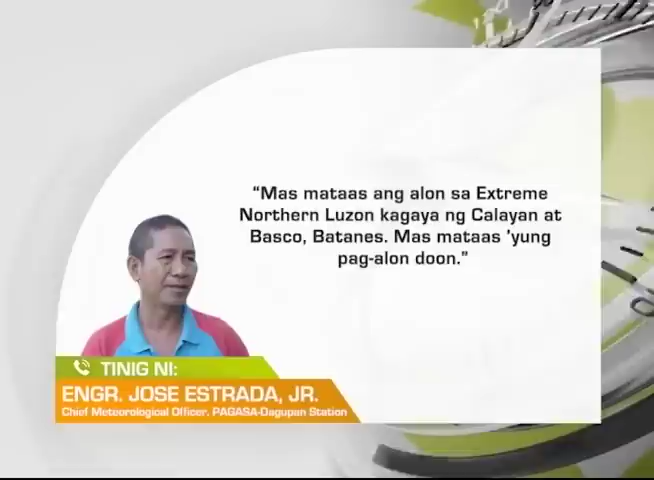 “Mas mataas ang alon sa Extreme
Northern Luzon kagaya ng Calayan at
Basco, Batanes. Mas mataas ’yung
pag-alon doon.”
TINIG NI:
ENGR. JOSE ESTRADA, JR.
Chief Meteorological Officer, PAGASA-Dagupan Station